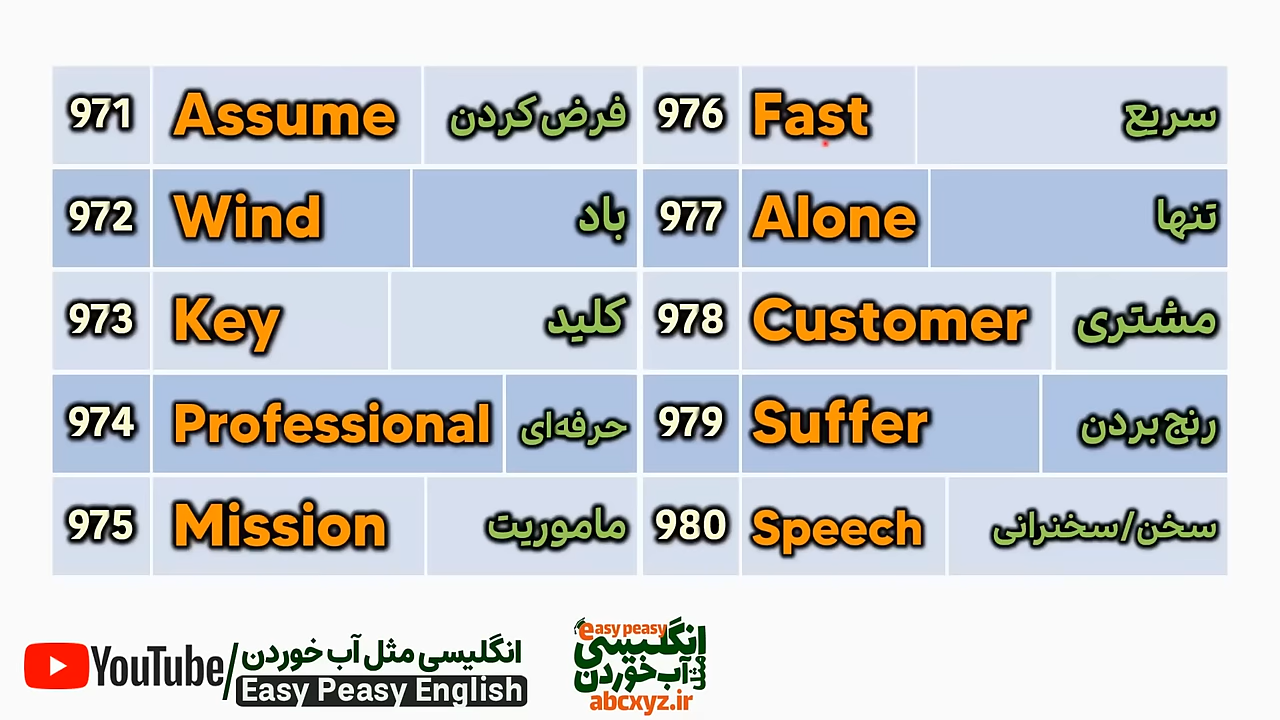 971 Assume فرض کردن
972 Wind باد
973 Key کلید
974 Professional حرفه‌ای
975 Mission ماموریت
976 Fast سریع
977 Alone تنها
978 Customer مشتری
979 Suffer رنج بردن
980 Speech سخن/سخنرانی
YouTube/انگلیسی مثل آب خوردن
Easy Peasy English
easy peasy
انگلیسی
مثل آب خوردن
abcxyz.ir